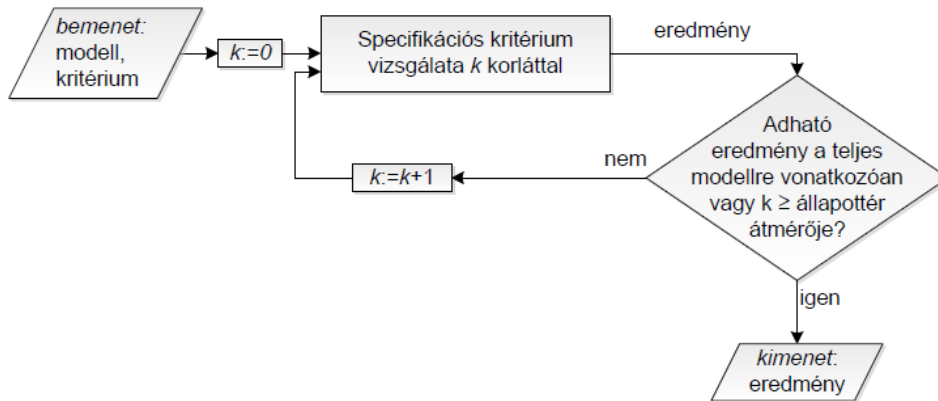 bemenet:
modell,
kritérium
k:=0
Specifikációs kritérium
vizsgálata k korláttal
eredmény
Adható
eredmény a teljes
modellre vonatkozóan
vagy k ≥ állapottér
átmérője?
nem
k:=k+1
igen
kimenet:
eredmény